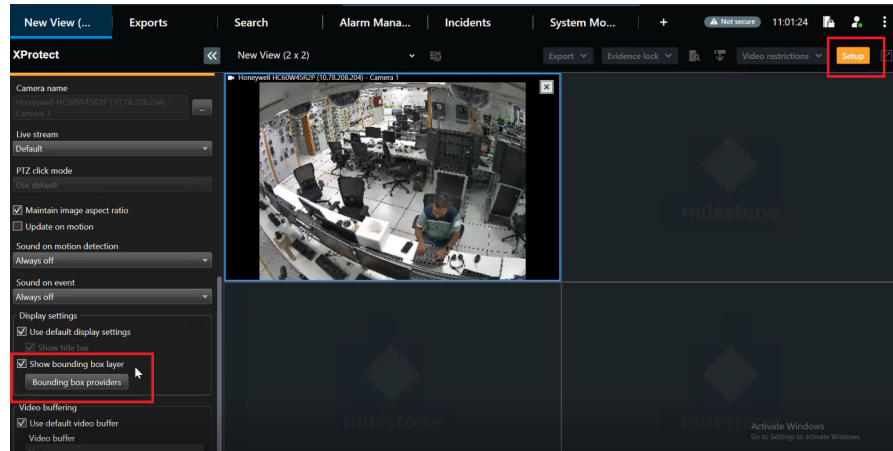 New View (...
Exports
Search
Alarm Mana...
Incidents
System Mo...
+
Not secure
11:01:24
XProtect
New View (2 x 2)
Export
Evidence lock
Video restrictions
Setup
Camera name
Honeywell HC60W45R2P (10.78.208.204) -
Camera 1
...
Live stream
Default
PTZ click mode
Use default
Maintain image aspect ratio
Update on motion
Sound on motion detection
Always off
Sound on event
Always off
Display settings
Use default display settings
Show title bar
Show bounding box layer
Bounding box providers
Video buffering
Use default video buffer
Video buffer
Honeywell HC60W45R2P (10.78.208.204) - Camera 1
milestone
milestone
milestone
Activate Windows
Go to Settings to activate Windows.